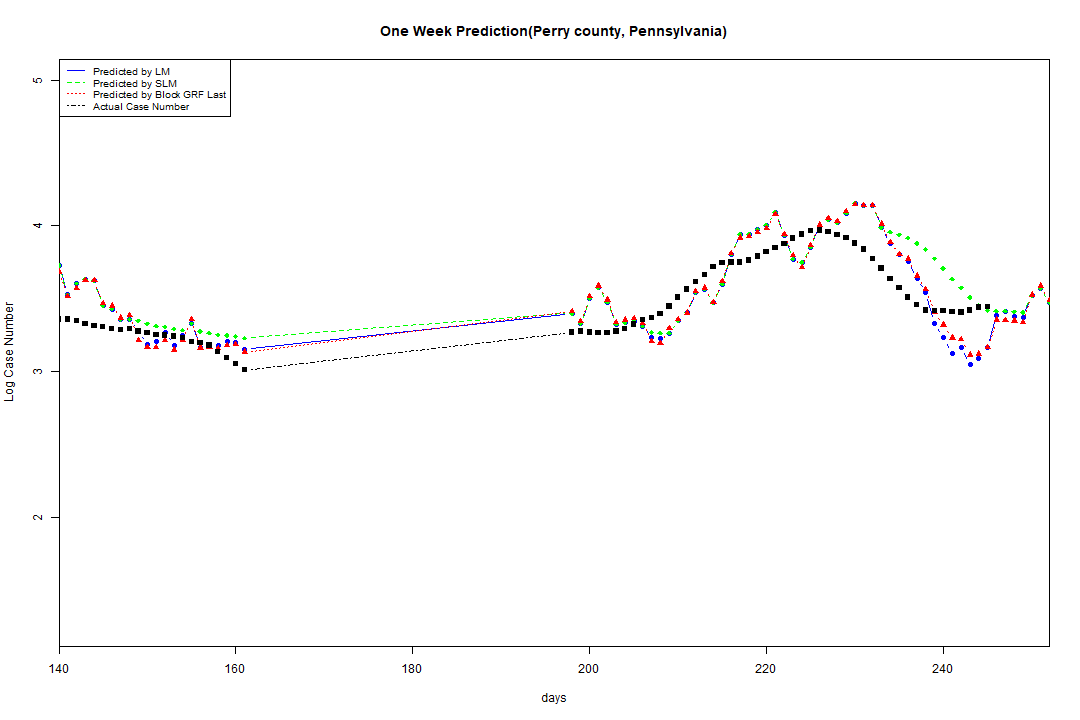 One Week Prediction(Perry county, Pennsylvania)
Predicted by LM
Predicted by SLM
Predicted by Block GRF Last
Actual Case Number
5
4
3
2
Log Case Number
140 160 180 200 220 240
days